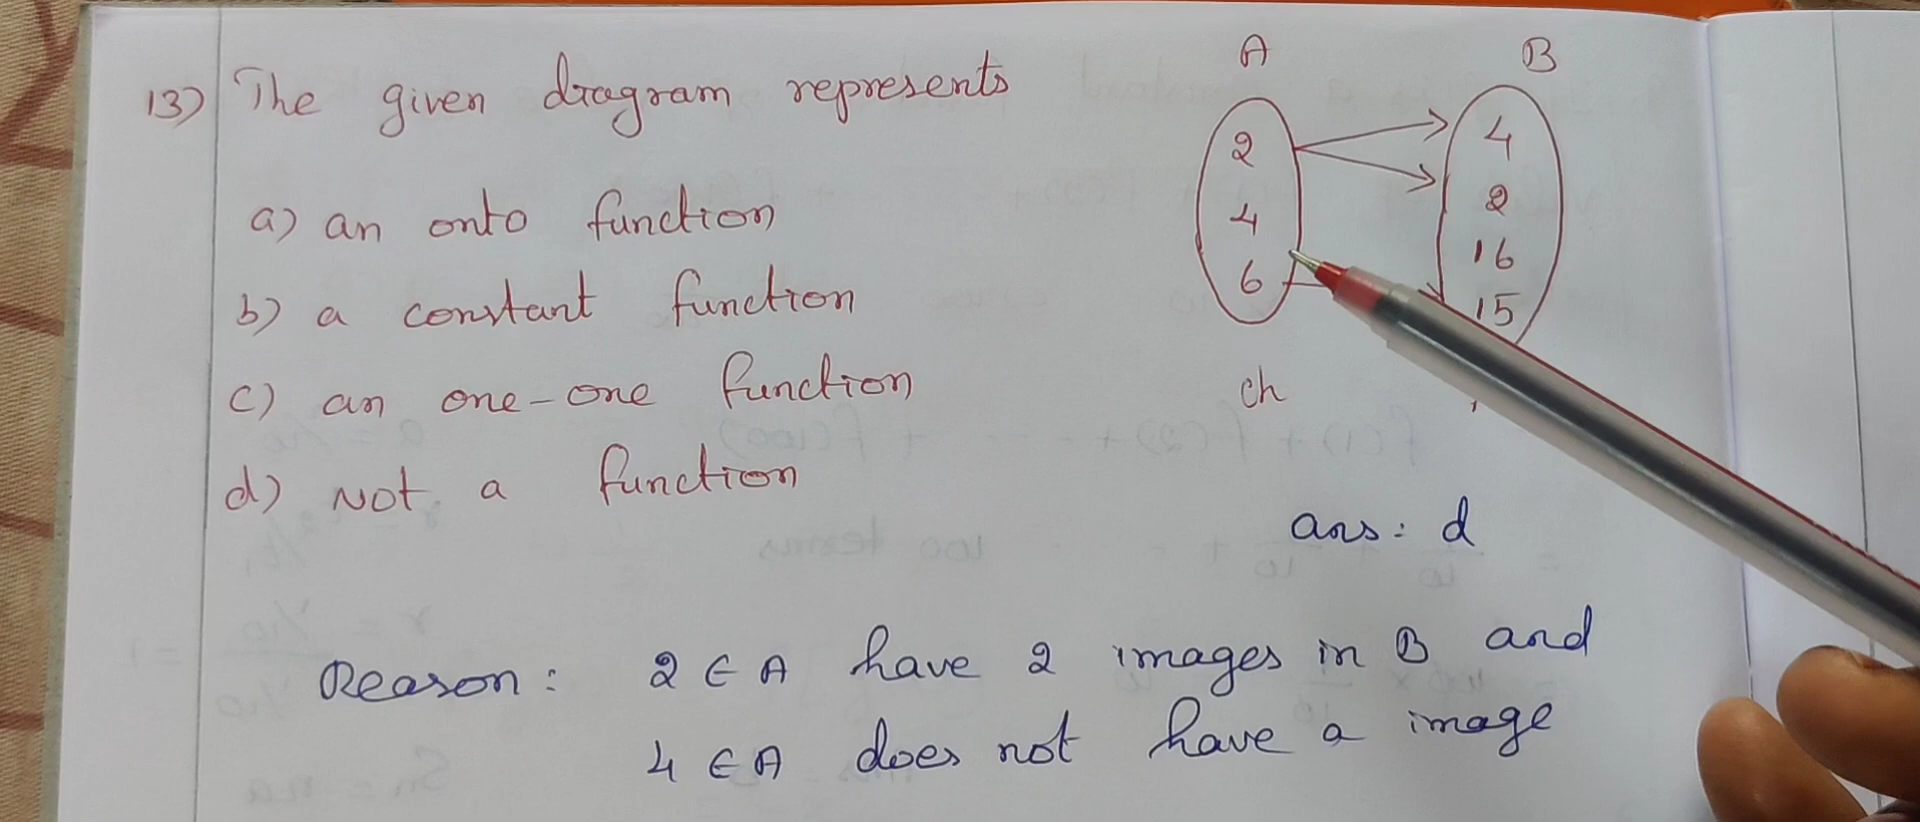 13) The given diagram represents
A B
2 4
4 2
6 16
15
a) an onto function
b) a constant function
c) an one-one function
d) Not a function
ch
ans: d
Reason: 2 ∈ A have 2 images in B and
4 ∈ A does not have a image